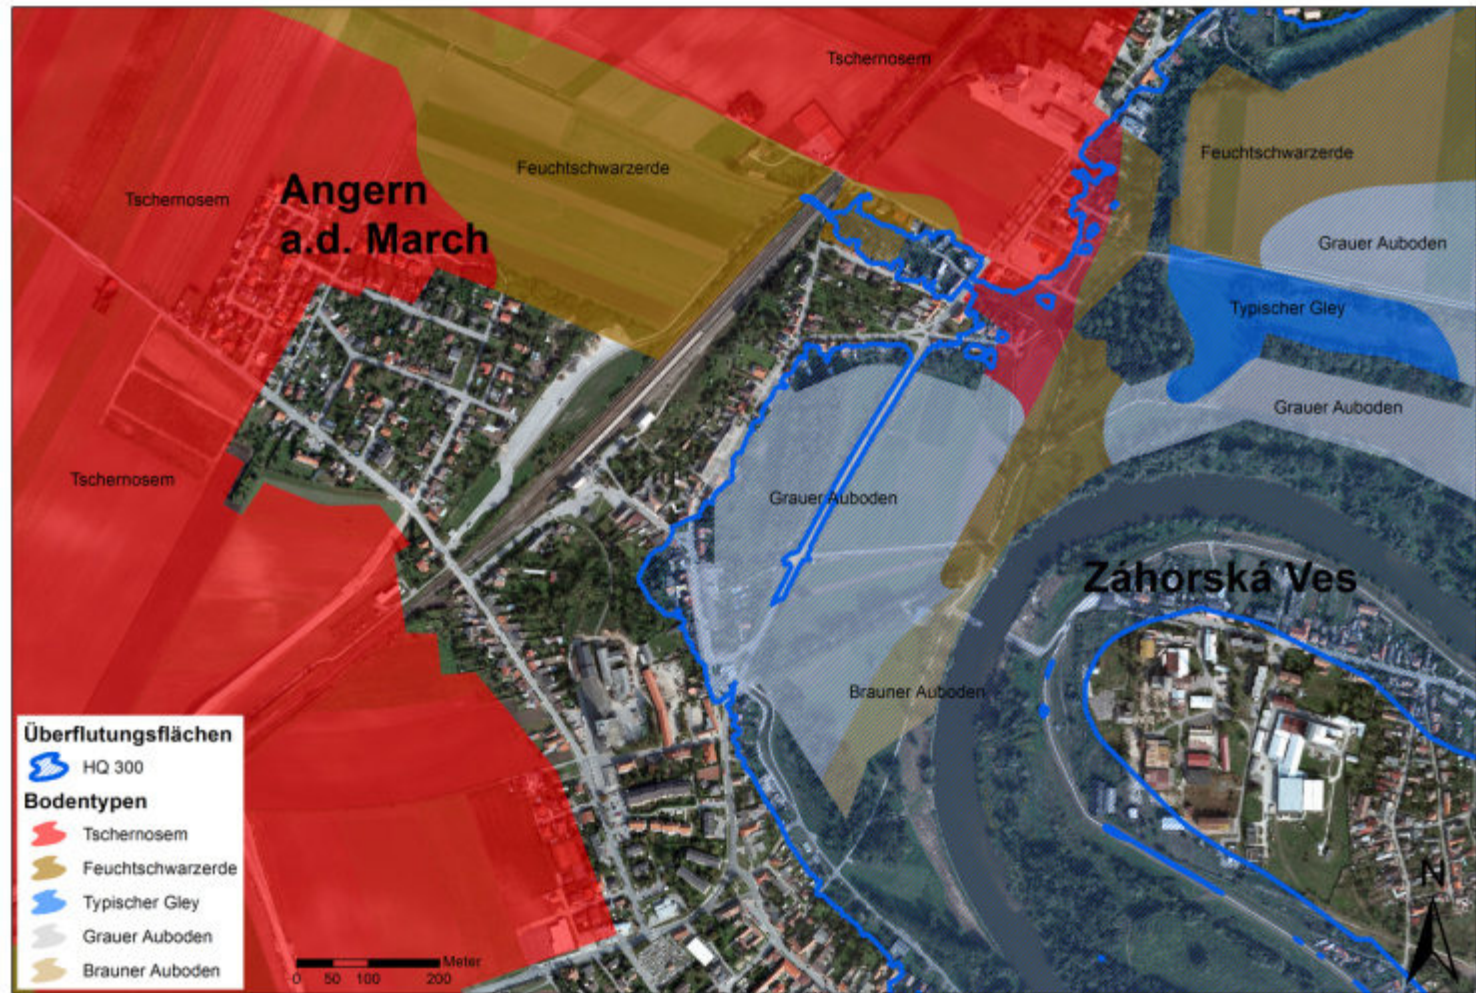 Tschernosem
Feuchtschwarzerde
Feuchtschwarzerde
Angern
a.d. March
Tschernosem
Grauer Auboden
Typischer Gley
Grauer Auboden
Tschernosem
Grauer Auboden
Záhorská Ves
Brauner Auboden
Überflutungsflächen
HQ 300
Bodentypen
Tschernosem
Feuchtschwarzerde
Typischer Gley
Grauer Auboden
Brauner Auboden
Meter
0 50 100 200
N